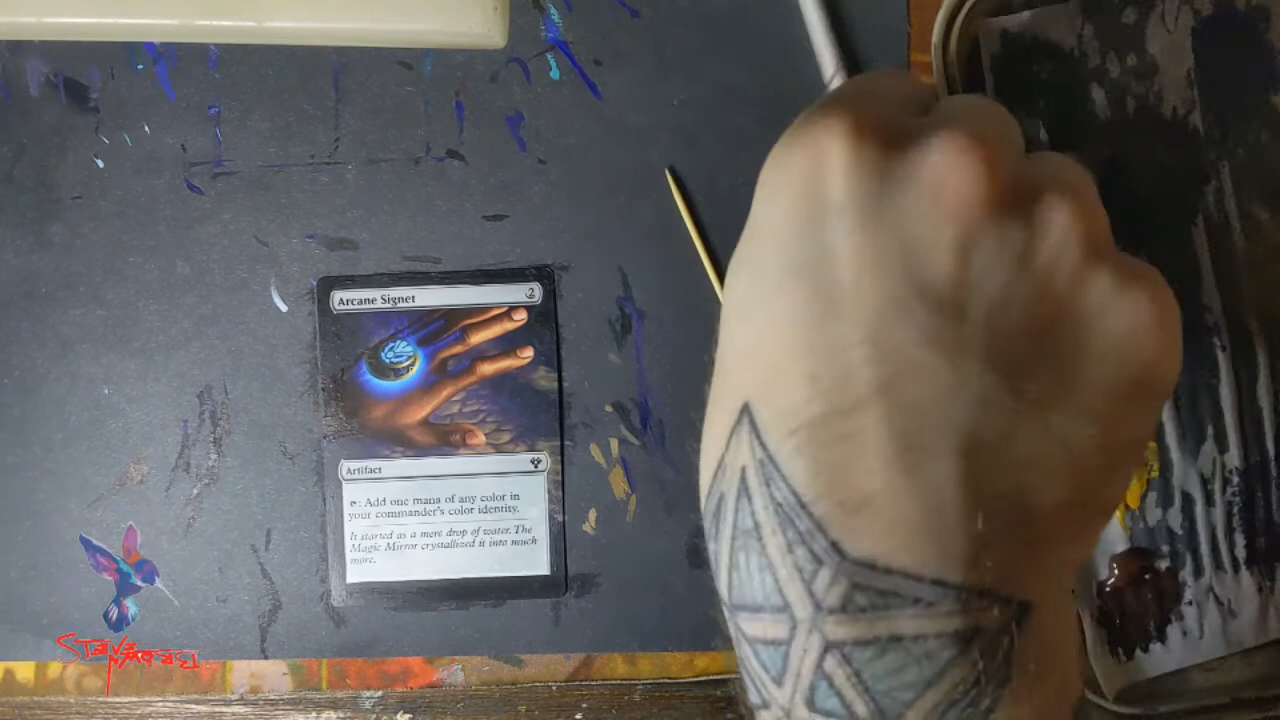 Arcane Signet 2
Artifact
: Add one mana of any color in
your commander's color identity.
It started as a mere drop of water. The
Magic Mirror crystallized it into much
more.